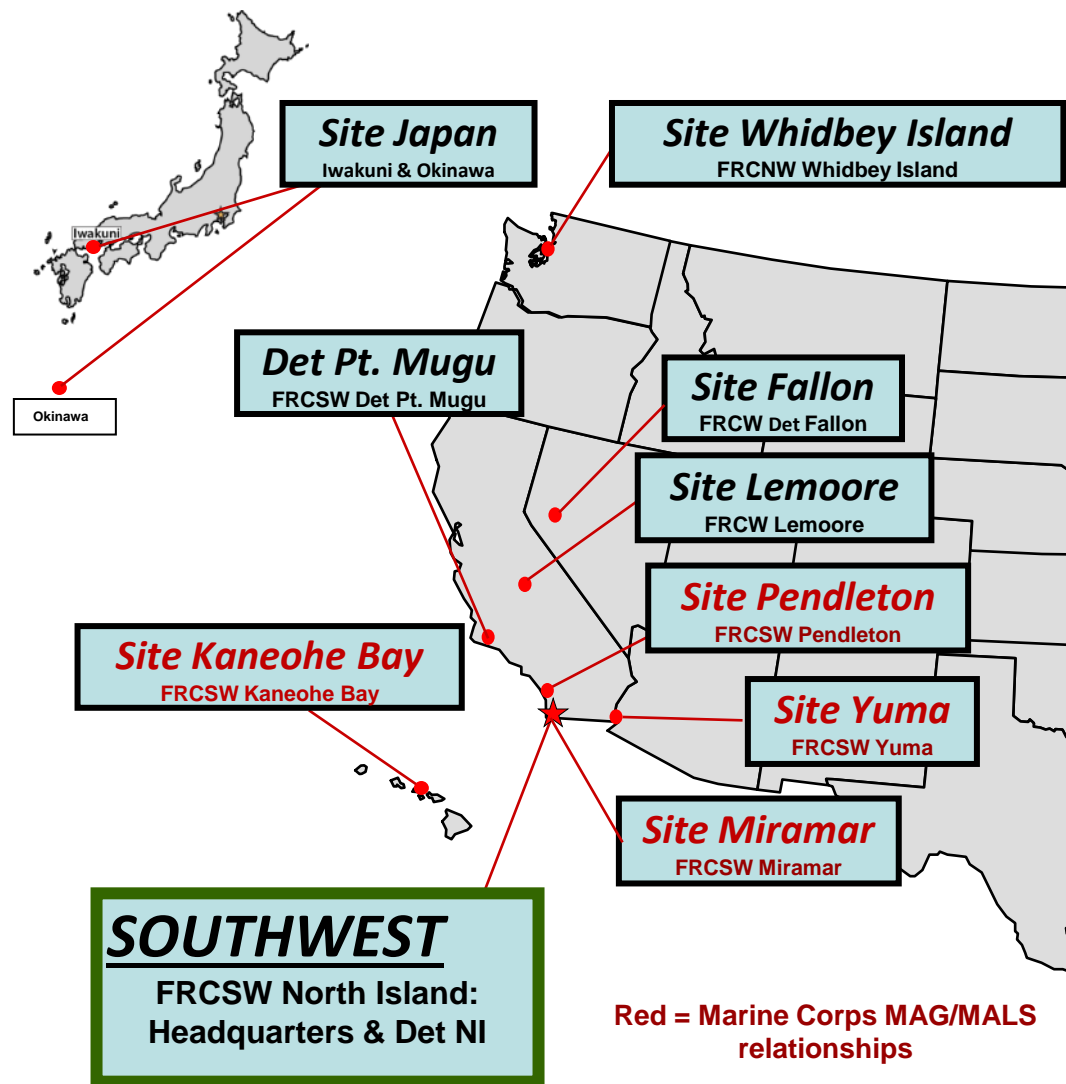 Site Japan
Iwakuni & Okinawa
Site Whidbey Island
FRCNW Whidbey Island
Iwakuni
Det Pt. Mugu
FRCSW Det Pt. Mugu
Site Fallon
FRCW Det Fallon
Okinawa
Site Lemoore
FRCW Lemoore
Site Pendleton
FRCSW Pendleton
Site Kaneohe Bay
FRCSW Kaneohe Bay
Site Yuma
FRCSW Yuma
Site Miramar
FRCSW Miramar
SOUTHWEST
FRCSW North Island:
Headquarters & Det NI
Red = Marine Corps MAG/MALS
relationships